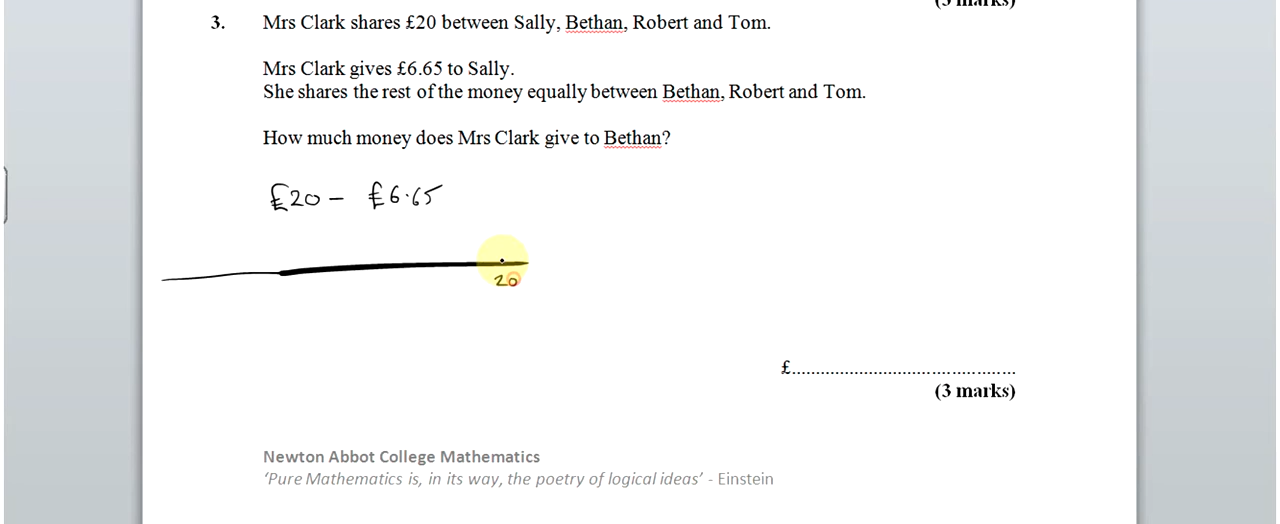 (3 marks)
3. Mrs Clark shares £20 between Sally, Bethan, Robert and Tom.
Mrs Clark gives £6.65 to Sally.
She shares the rest of the money equally between Bethan, Robert and Tom.
How much money does Mrs Clark give to Bethan?
£20 - £6.65
20
£..................................................
(3 marks)
Newton Abbot College Mathematics
'Pure Mathematics is, in its way, the poetry of logical ideas' - Einstein